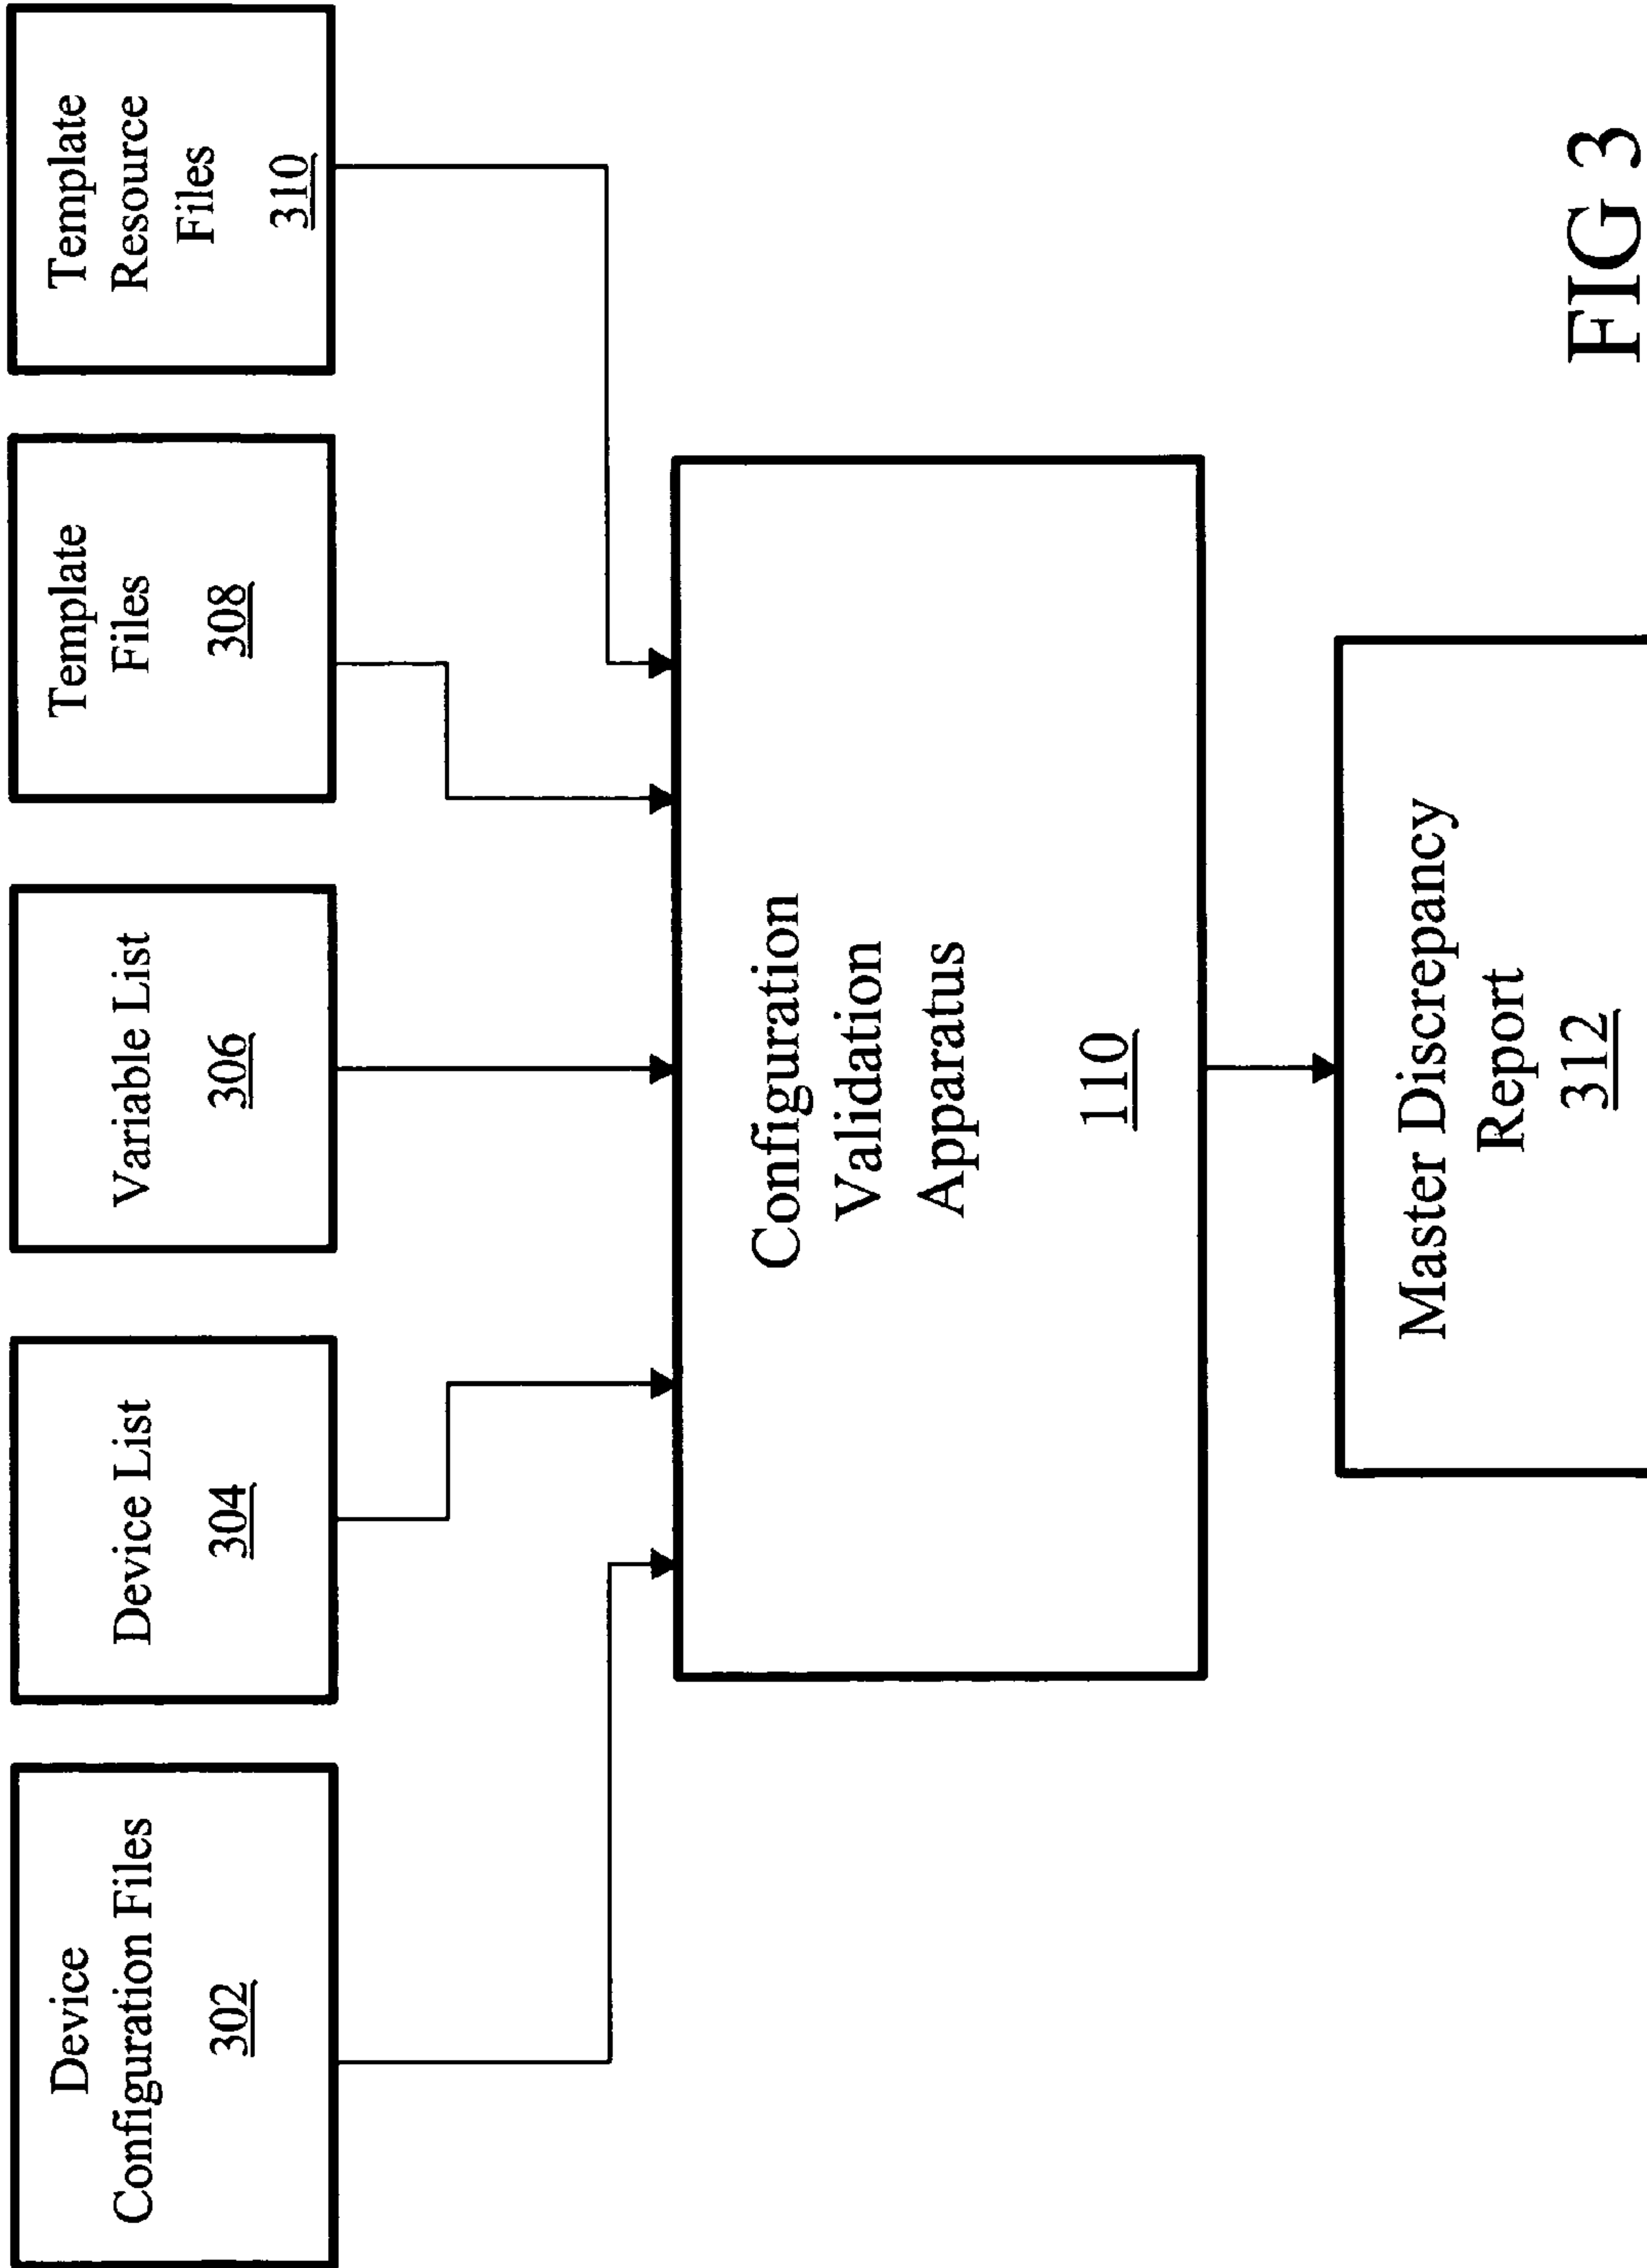 Device
Configuration Files
302
Device List
304
Variable List
306
Template
Files
308
Template
Resource
Files
310
Configuration
Validation
Apparatus
110
Master Discrepancy
Report
312
FIG 3